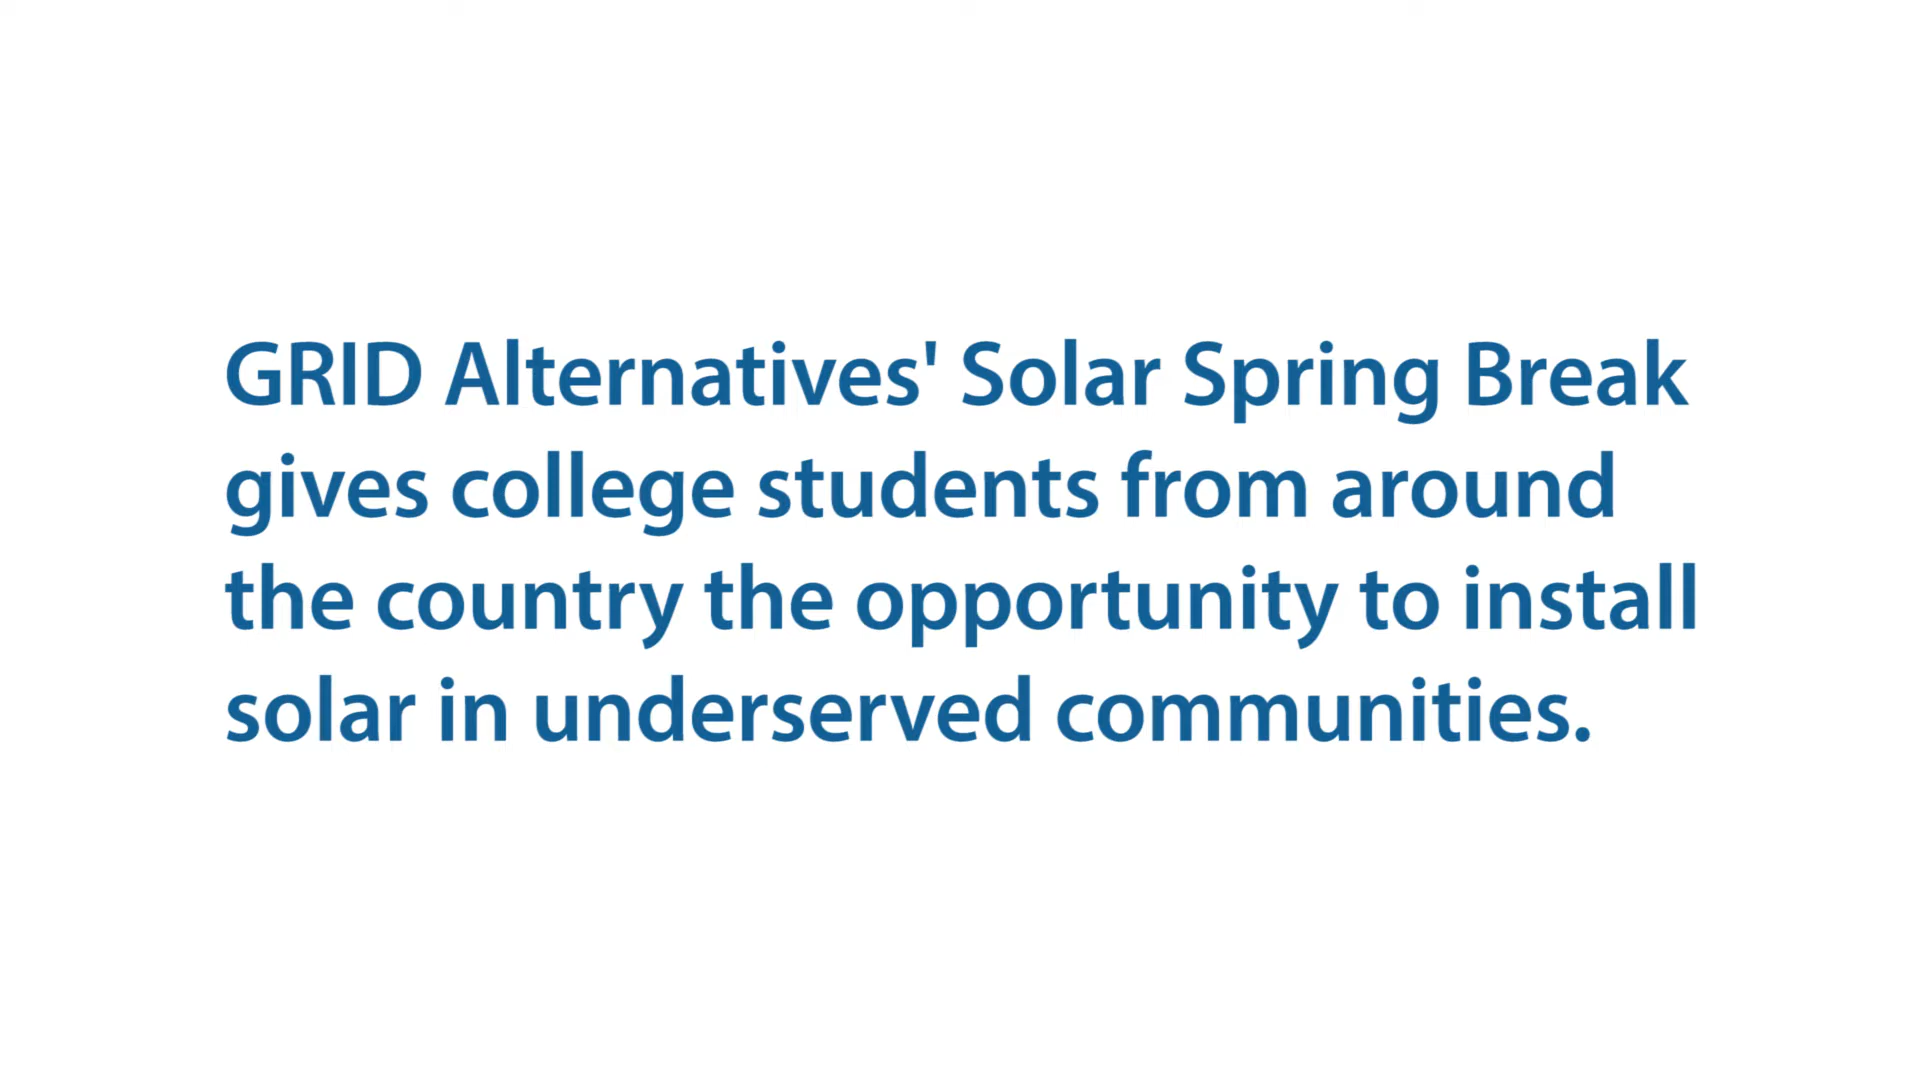 GRID Alternatives' Solar Spring Break
gives college students from around
the country the opportunity to install
solar in underserved communities.